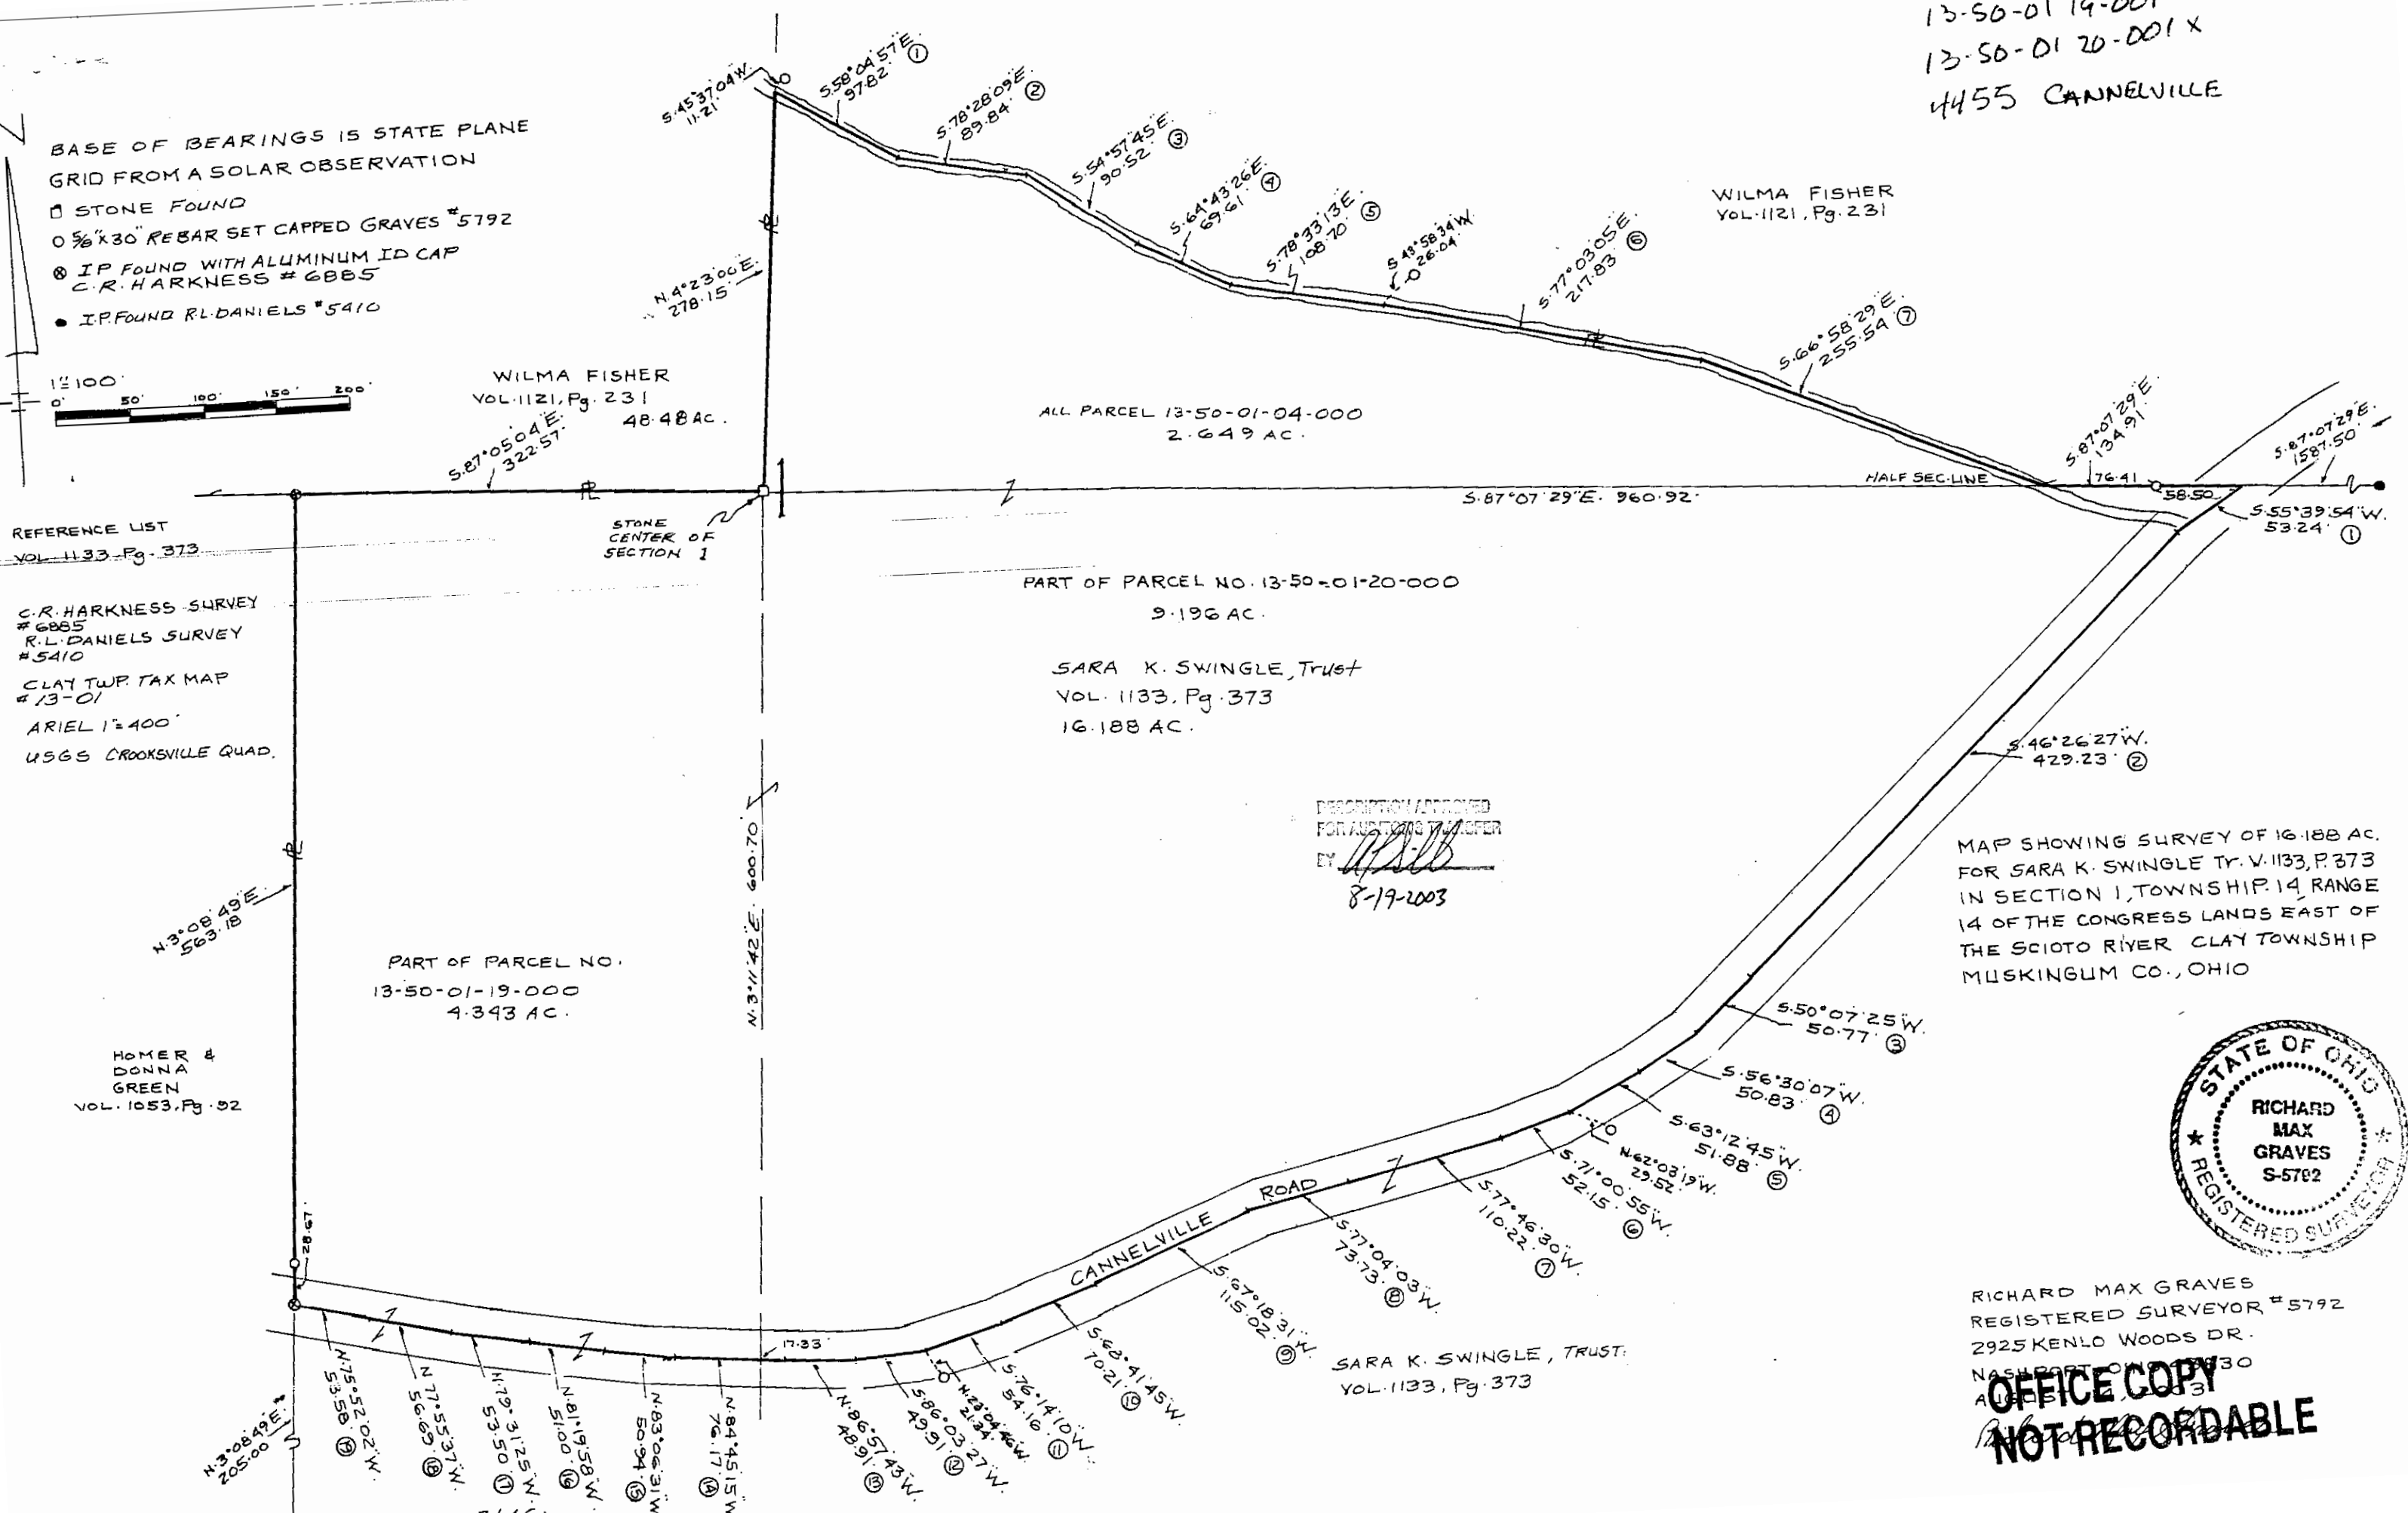 13-50-01 19-001
13-50-01 20-001 X
4455 CANNELVILLE
BASE OF BEARINGS IS STATE PLANE
GRID FROM A SOLAR OBSERVATION
STONE FOUND
5/8"X30" REBAR SET CAPPED GRAVES #5792
I P FOUND WITH ALUMINUM ID CAP
C.R. HARKNESS # 6885
I.P. FOUND R.L. DANIELS #5410
1"=100'
0' 50' 100' 150' 200'
S.45°37'04"W.
11.21'
S.58°04'57"E.
97.82' ①
S.78°28'09"E.
89.84' ②
S.54°57'45"E.
90.52' ③
S.64°43'26"E.
69.61' ④
S.78°33'13"E.
108.70' ⑤
S 43°58'34"W.
26.04'
S.77°03'05"E.
217.83' ⑥
S.66°58'29"E.
255.54' ⑦
WILMA FISHER
VOL.1121, Pg. 231
N.4°23'00"E.
278.15'
WILMA FISHER
VOL.1121, Pg. 231
48.48 AC.
S.87°05'04"E.
322.57'
ALL PARCEL 13-50-01-04-000
2.649 AC.
S.87°07'29"E.
134.91'
S.87°07'29"E.
1587.50'
HALF SEC.LINE
76.41
58.50
S.87°07'29"E. 960.92'
S.55°39'54"W.
53.24' ①
STONE
CENTER OF
SECTION 1
1
REFERENCE LIST
VOL. 1133 Pg. 373
C.R. HARKNESS SURVEY
#6885
R.L. DANIELS SURVEY
#5410
CLAY TWP. TAX MAP
#13-01
ARIEL 1"=400'
USGS CROOKSVILLE QUAD.
PART OF PARCEL NO. 13-50-01-20-000
9.196 AC.
SARA K. SWINGLE, Trust
VOL. 1133, Pg. 373
16.188 AC.
S.46°26'27"W.
429.23' ②
DESCRIPTION APPROVED
FOR AUDITORS TRANSFER
BY
8-19-2003
N.3°11'42"E. 600.70'
MAP SHOWING SURVEY OF 16.188 AC.
FOR SARA K. SWINGLE Tr. V.1133, P.373
IN SECTION 1, TOWNSHIP. 14, RANGE
14 OF THE CONGRESS LANDS EAST OF
THE SCIOTO RIVER CLAY TOWNSHIP
MUSKINGUM CO., OHIO
N.3°08'49"E.
563.18
PART OF PARCEL NO.
13-50-01-19-000
4.343 AC.
HOMER &
DONNA
GREEN
VOL. 1053, Pg. 92
S.50°07'25"W.
50.77' ③
S.56°30'07"W.
50.83' ④
S.63°12'45"W.
51.88' ⑤
N.62°03'19"W.
29.52'
S.71°00'55"W.
52.15' ⑥
S.77°46'30"W.
110.22' ⑦
S.77°04'03"W.
73.73' ⑧
S.67°18'31"W.
115.02' ⑨
S.68°41'45"W.
70.21' ⑩
S.76°14'10"W.
54.16' ⑪
21.34'
S.86°03'27"W.
49.91' ⑫
N.86°57'43"W.
48.91' ⑬
N.84°45'15"W
76.17' ⑭
N.83°06'31"W
50.94' ⑮
N.81°19'58"W.
51.00' ⑯
N.79°31'25"W.
53.50' ⑰
N 77°55'37"W.
56.69' ⑱
N.75°52'02"W.
53.58' ⑲
N.3°08'49"E.
205.00'
28.67'
17.33
CANNELVILLE ROAD
SARA K. SWINGLE, TRUST.
VOL.1133, Pg. 373
STATE OF OHIO
RICHARD
MAX
GRAVES
S-5792
REGISTERED SURVEYOR
RICHARD MAX GRAVES
REGISTERED SURVEYOR #5792
2925 KENLO WOODS DR.
OFFICE COPY
NOT RECORDABLE